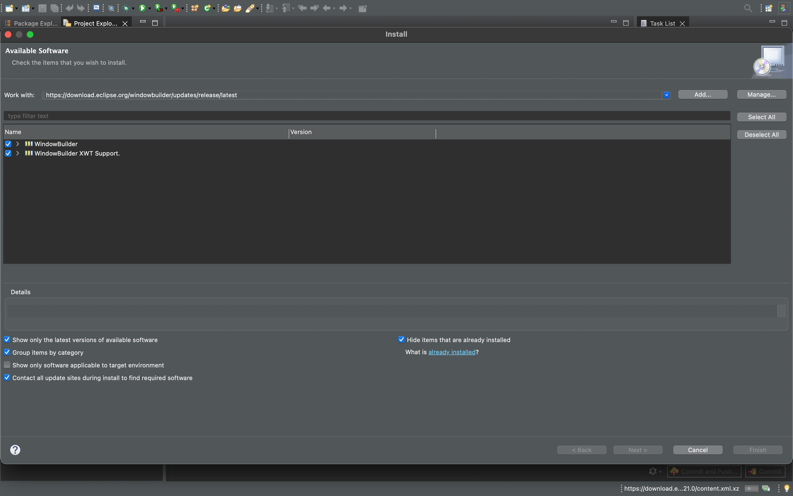 Package Expl...
Project Explo...
Task List
Install
Available Software
Check the items that you wish to install.
Work with:
https://download.eclipse.org/windowbuilder/updates/release/latest
Add...
Manage...
type filter text
Select All
Name
Version
Deselect All
WindowBuilder
WindowBuilder XWT Support.
Details
Show only the latest versions of available software
Hide items that are already installed
Group items by category
What is already installed?
Show only software applicable to target environment
Contact all update sites during install to find required software
< Back
Next >
Cancel
Finish
https://download.e...21.0/content.xml.xz